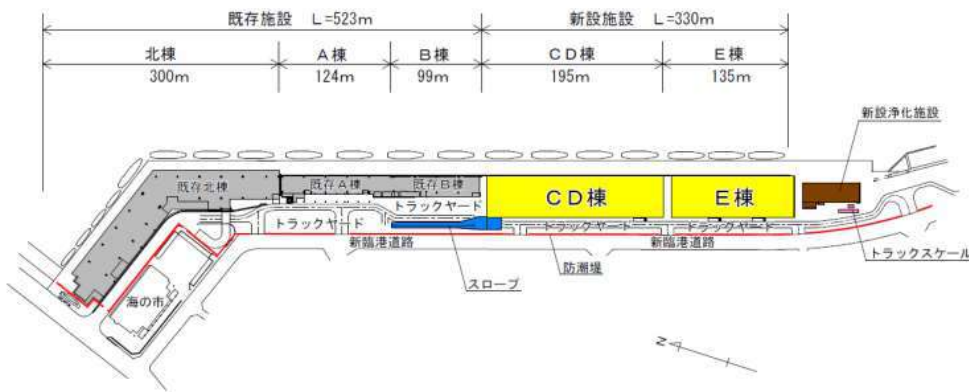 既存施設 L=523m
新設施設 L=330m
北棟
A棟
B棟
CD棟
E棟
300m
124m
99m
195m
135m
新設浄化施設
既存北棟
既存A棟
既存B棟
CD棟
E棟
トラックヤード
トラックヤード
トラックヤード
トラックヤード
新臨港道路
新臨港道路
トラックスケール
防潮堤
スロープ
海の市
N